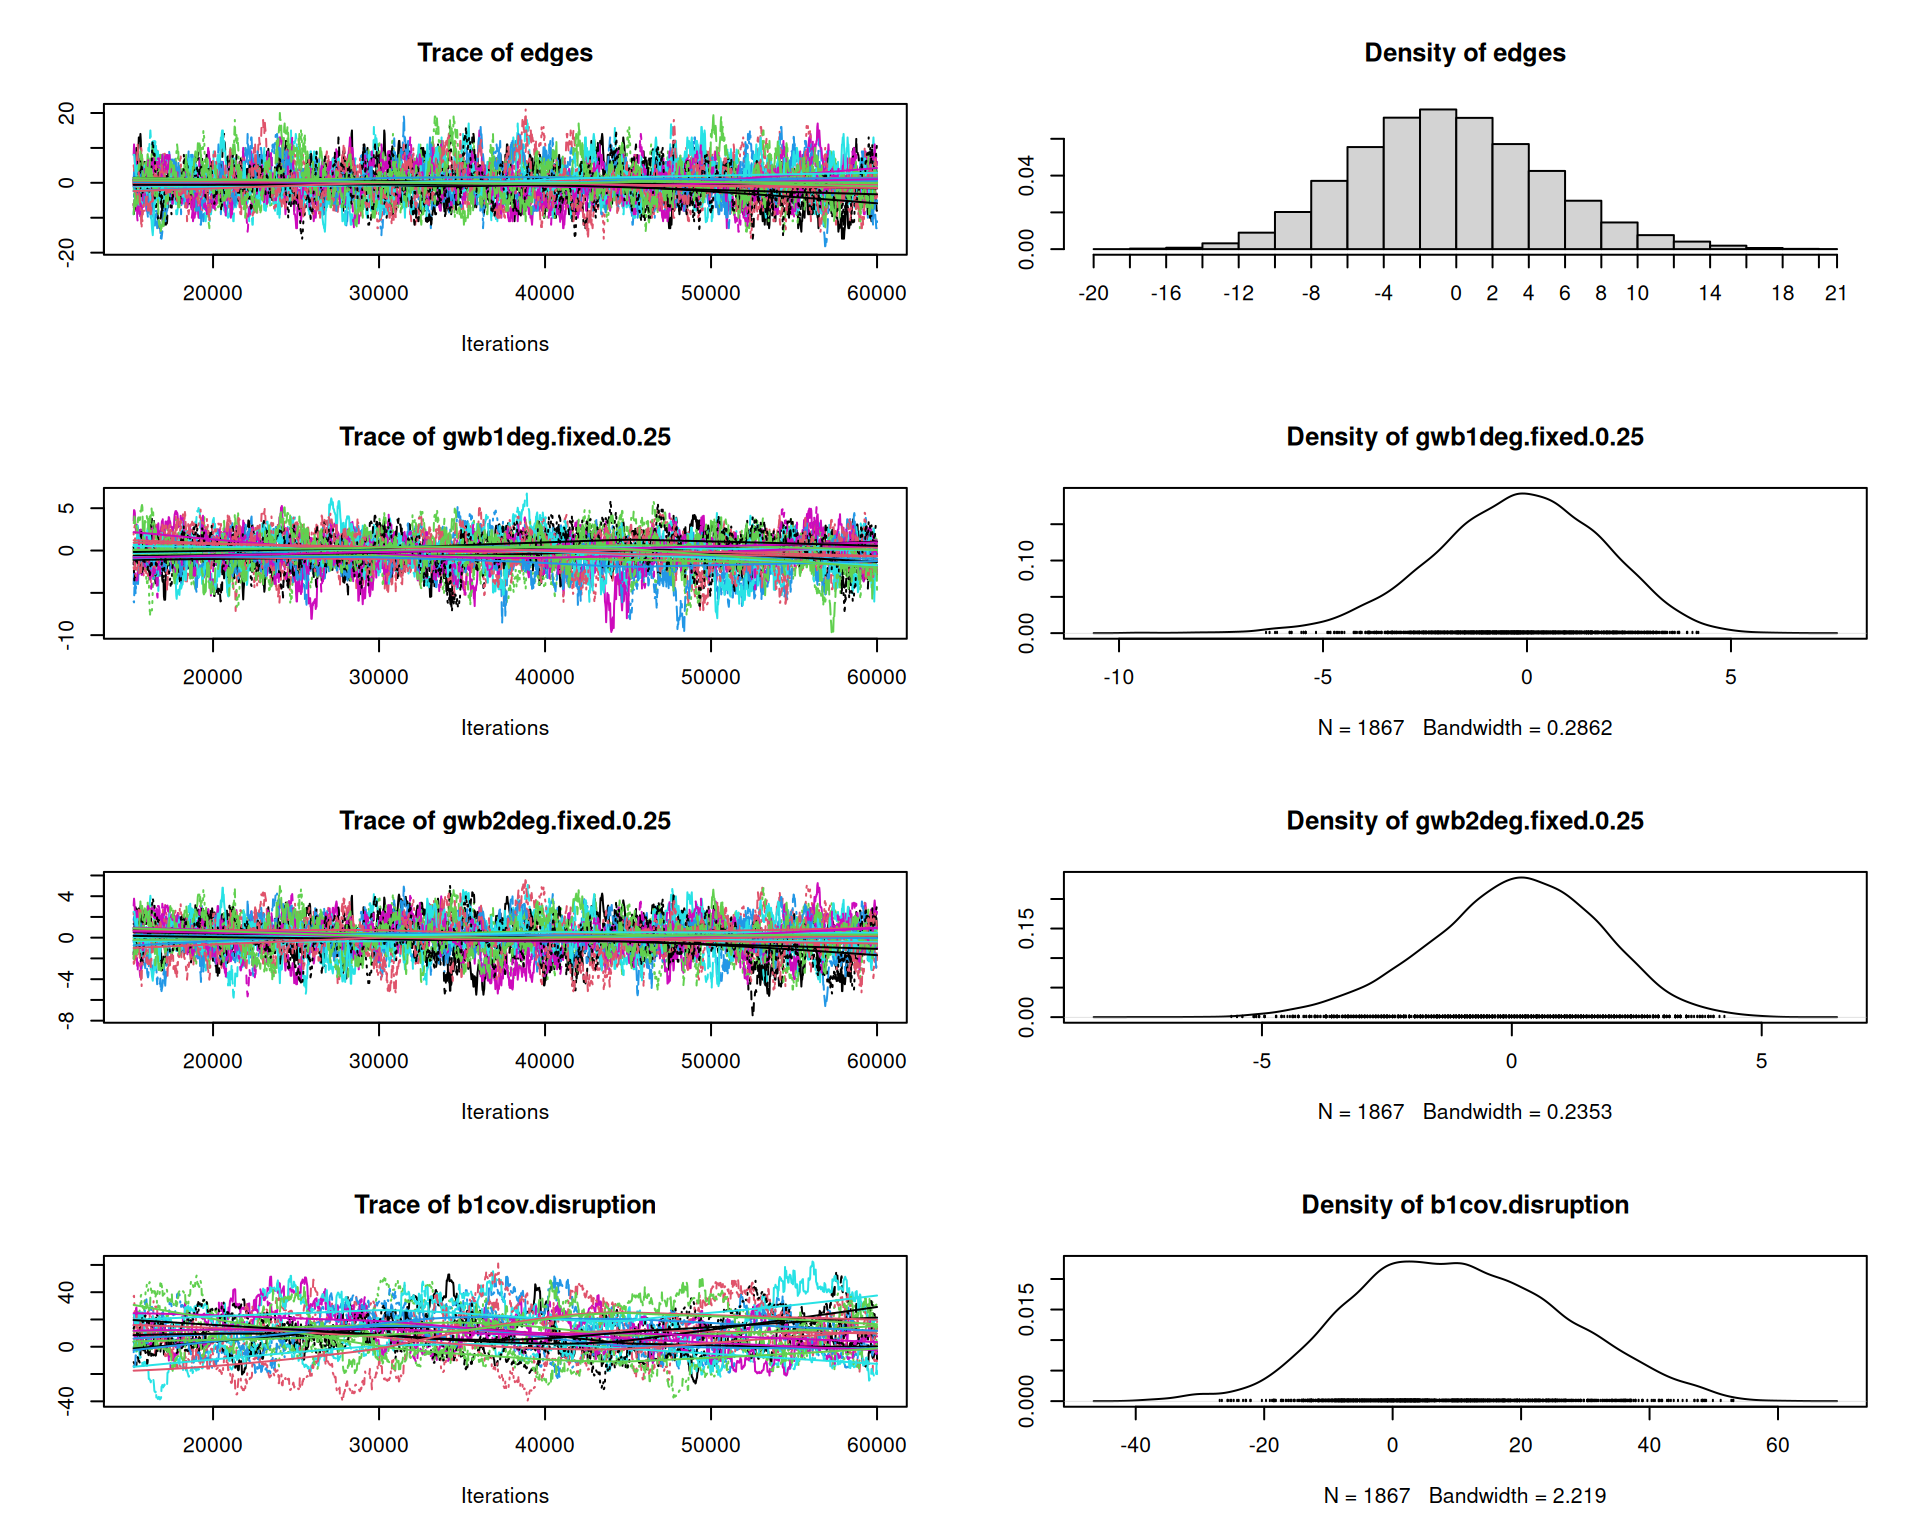 Trace of edges
20
0
-20
20000 30000 40000 50000 60000
Iterations
Density of edges
0.04
0.00
-20 -16 -12 -8 -4 0 2 4 6 8 10 14 18 21
Trace of gwb1deg.fixed.0.25
5
0
-10
20000 30000 40000 50000 60000
Iterations
Density of gwb1deg.fixed.0.25
0.10
0.00
-10 -5 0 5
N = 1867 Bandwidth = 0.2862
Trace of gwb2deg.fixed.0.25
4
0
-4
-8
20000 30000 40000 50000 60000
Iterations
Density of gwb2deg.fixed.0.25
0.15
0.00
-5 0 5
N = 1867 Bandwidth = 0.2353
Trace of b1cov.disruption
40
0
-40
20000 30000 40000 50000 60000
Iterations
Density of b1cov.disruption
0.015
0.000
-40 -20 0 20 40 60
N = 1867 Bandwidth = 2.219